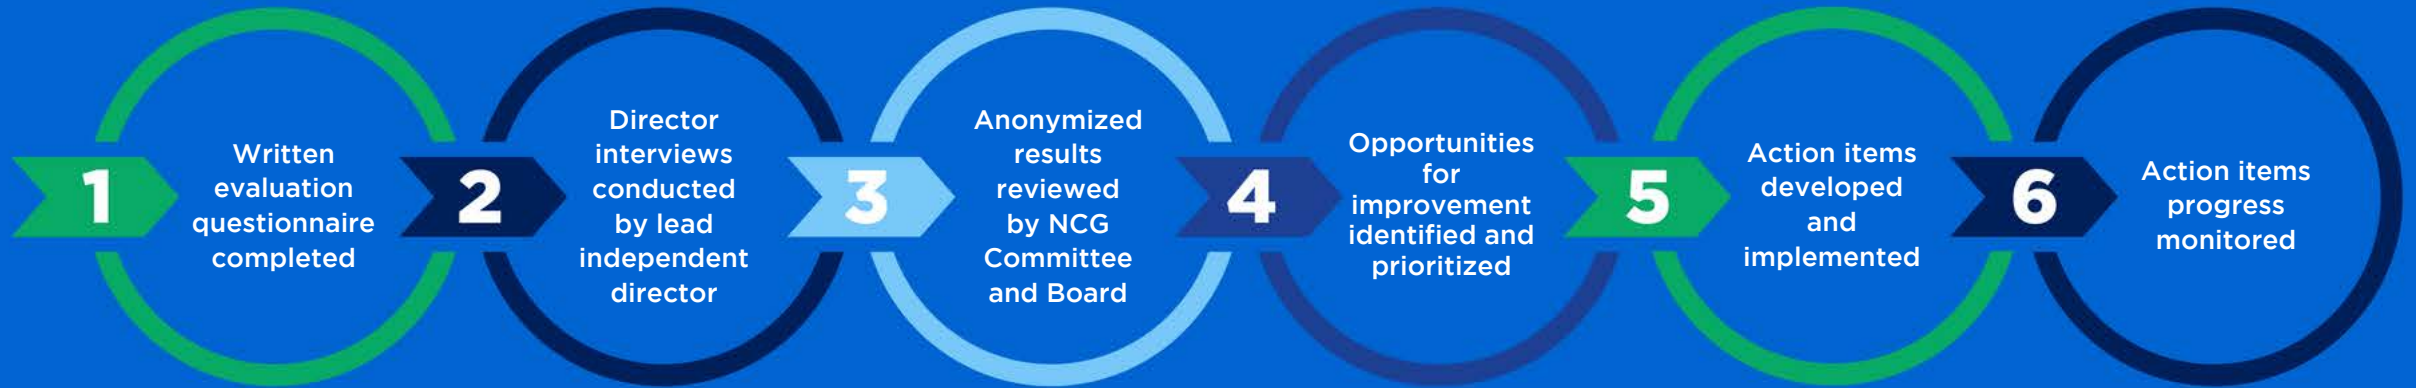 1
Written
evaluation
questionnaire
completed
2
Director
interviews
conducted
by lead
independent
director
3
Anonymized
results
reviewed
by NCG
Committee
and Board
4
Opportunities
for
improvement
identified and
prioritized
5
Action items
developed
and
implemented
6
Action items
progress
monitored